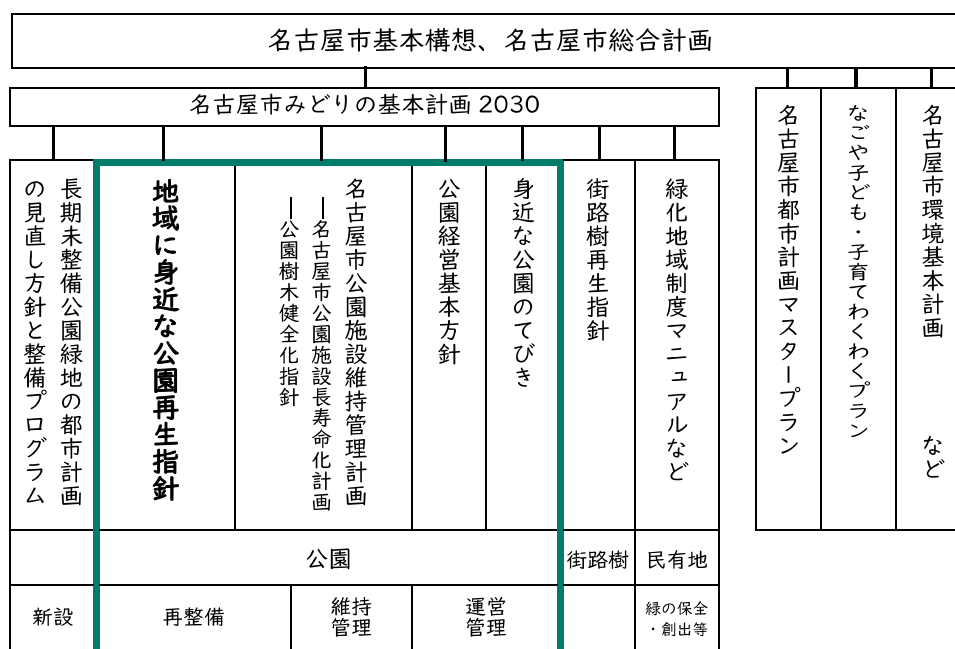 名古屋市基本構想、名古屋市総合計画
名古屋市みどりの基本計画 2030
長期未整備公園緑地の都市計画
の見直し方針と整備プログラム
地域に身近な公園再生指針
名古屋市公園施設維持管理計画
名古屋市公園施設長寿命化計画
公園樹木健全化指針
公園経営基本方針
身近な公園のてびき
街路樹再生指針
緑化地域制度マニュアルなど
名古屋市都市計画マスタープラン
なごや子ども・子育てわくわくプラン
名古屋市環境基本計画 など
公園
街路樹
民有地
新設
再整備
維持
管理
運営
管理
緑の保全
・創出等